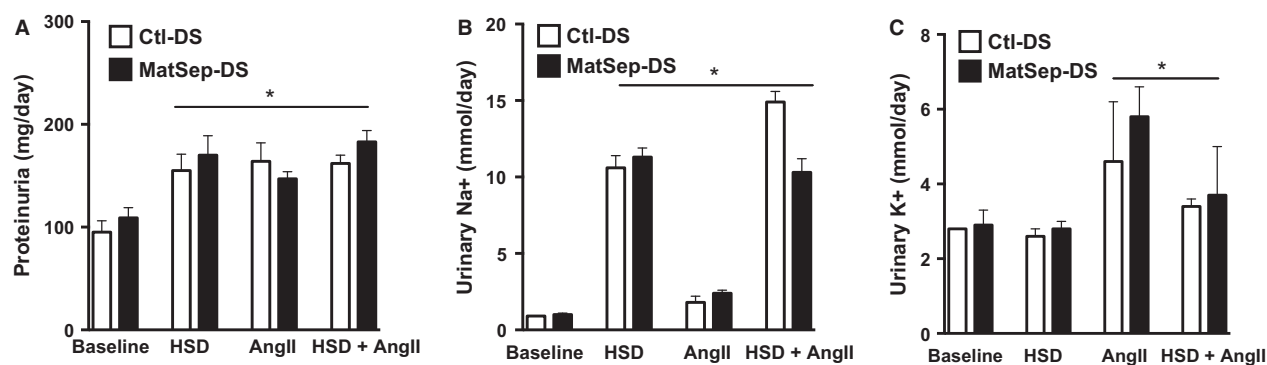 A
Proteinuria (mg/day)
300
200
100
0
Ctl-DS
MatSep-DS
*
Baseline HSD AngII HSD + AngII
B
Urinary Na+ (mmol/day)
20
15
10
5
0
Ctl-DS
MatSep-DS
*
Baseline HSD AngII HSD + AngII
C
Urinary K+ (mmol/day)
8
6
4
2
0
Ctl-DS
MatSep-DS
*
Baseline HSD AngII HSD + AngII